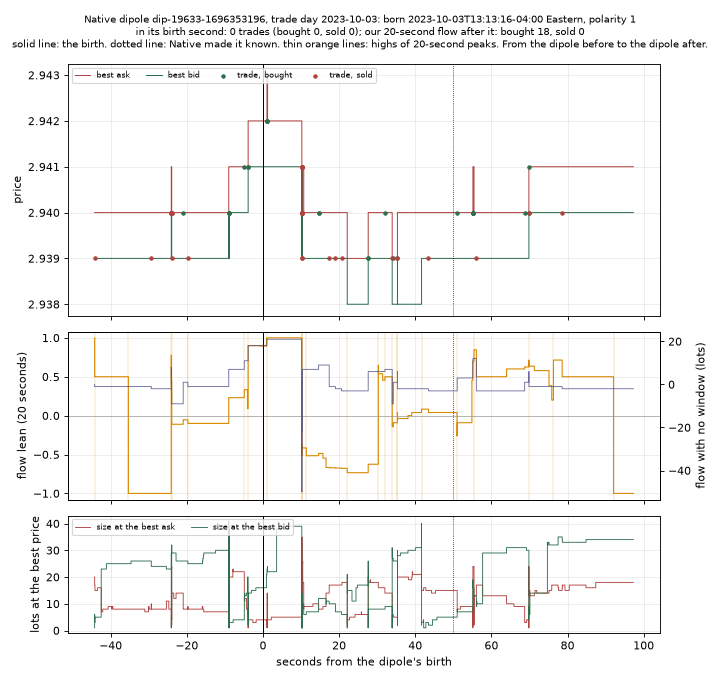 Native dipole dip-19633-1696353196, trade day 2023-10-03: born 2023-10-03T13:13:16-04:00 Eastern, polarity 1
in its birth second: 0 trades (bought 0, sold 0); our 20-second flow after it: bought 18, sold 0
solid line: the birth. dotted line: Native made it known. thin orange lines: highs of 20-second peaks. From the dipole before to the dipole after.
best ask best bid trade, bought trade, sold
2.943
2.942
2.941
2.940
2.939
2.938
price
1.0
0.5
0.0
−0.5
−1.0
flow lean (20 seconds)
20
0
−20
−40
flow with no window (lots)
size at the best ask size at the best bid
40
30
20
10
0
lots at the best price
−40 −20 0 20 40 60 80 100
seconds from the dipole's birth